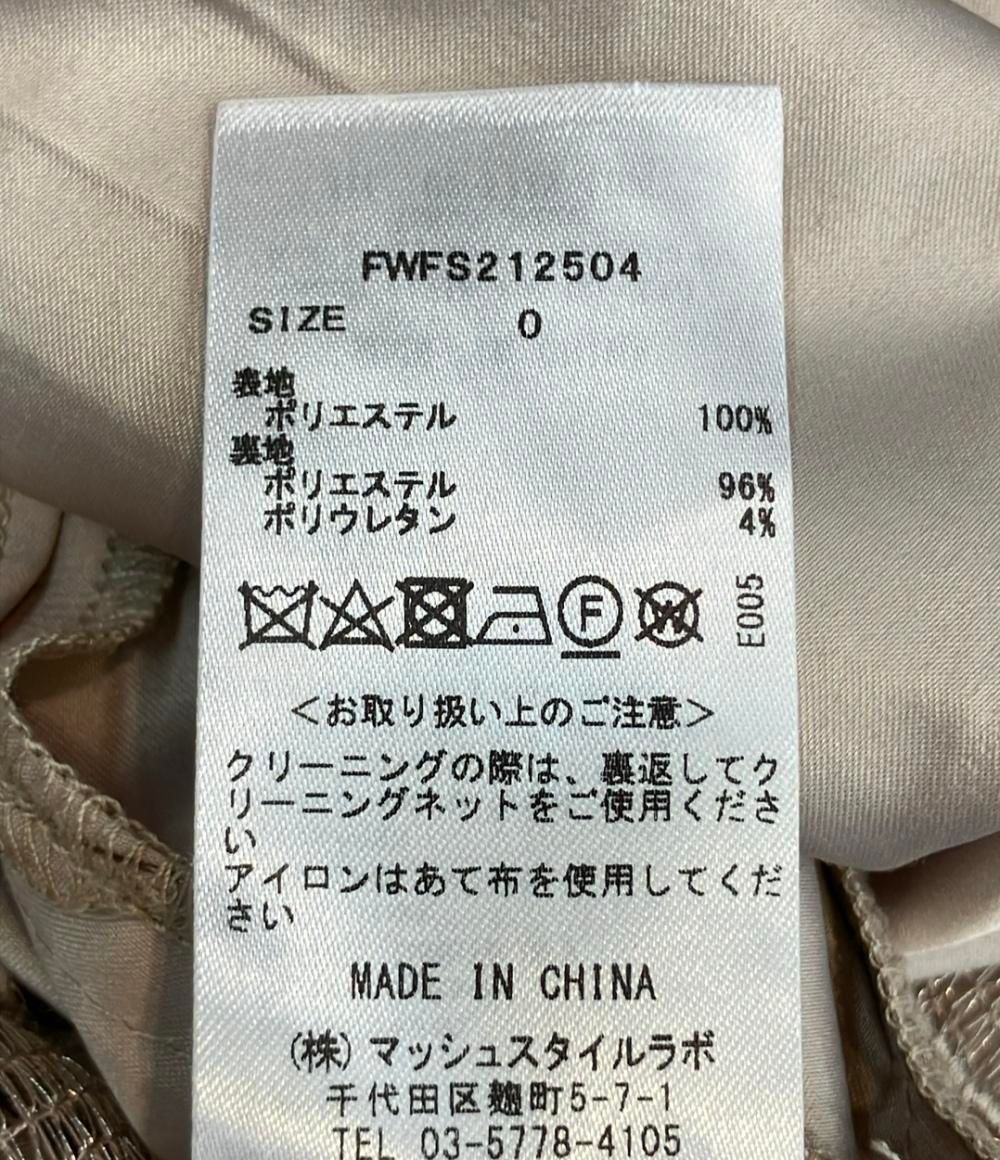 FWFS212504
SIZE 0
表地
ポリエステル 100%
裏地
ポリエステル 96%
ポリウレタン 4%
F W E005
＜お取り扱い上のご注意＞
クリーニングの際は、裏返してク
リーニングネットをご使用くださ
い
アイロンはあて布を使用してくだ
さい
MADE IN CHINA
(株)マッシュスタイルラボ
千代田区麹町5-7-1
TEL 03-5778-4105